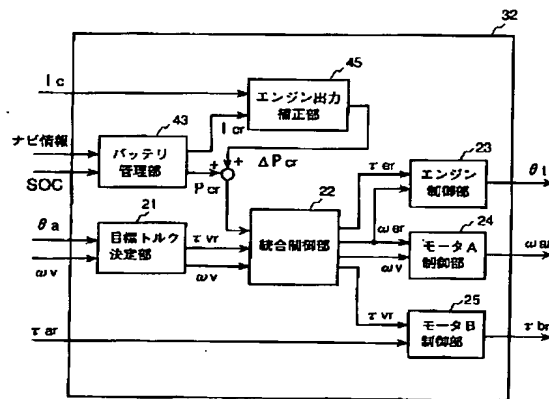 32
45
Ic
エンジン出力
補正部
Icr
ナビ情報
43
バッテリ
管理部
SOC
+
+
ΔPcr
Pcr
τer
23
エンジン
制御部
θt
22
統合制御部
θa
21
目標トルク
決定部
τvr
ωv
ωv
ωer
ωv
24
モータA
制御部
ωar
τvr
25
モータB
制御部
τar
τbr